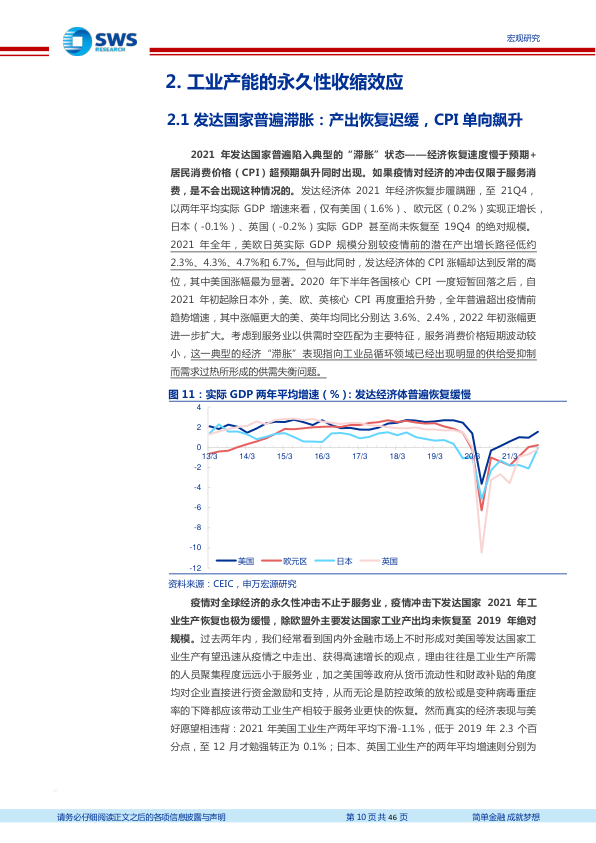 SWS
RESEARCH
宏观研究
2. 工业产能的永久性收缩效应
2.1 发达国家普遍滞胀：产出恢复迟缓，CPI 单向飙升
2021 年发达国家普遍陷入典型的“滞胀”状态——经济恢复速度慢于预期+
居民消费价格（CPI）超预期飙升同时出现。如果疫情对经济的冲击仅限于服务消
费，是不会出现这种情况的。发达经济体 2021 年经济恢复步履蹒跚，至 21Q4，
以两年平均实际 GDP 增速来看，仅有美国（1.6%）、欧元区（0.2%）实现正增长，
日本（-0.1%）、英国（-0.2%）实际 GDP 甚至尚未恢复至 19Q4 的绝对规模。
2021 年全年，美欧日英实际 GDP 规模分别较疫情前的潜在产出增长路径低约
2.3%、4.3%、4.7%和 6.7%。但与此同时，发达经济体的 CPI 涨幅却达到反常的高
位，其中美国涨幅最为显著。2020 年下半年各国核心 CPI 一度短暂回落之后，自
2021 年初起除日本外，美、欧、英核心 CPI 再度重拾升势，全年普遍超出疫情前
趋势增速，其中涨幅更大的美、英年均同比分别达 3.6%、2.4%，2022 年初涨幅更
进一步扩大。考虑到服务业以供需时空匹配为主要特征，服务消费价格短期波动较
小，这一典型的经济“滞胀”表现指向工业品循环领域已经出现明显的供给受抑制
而需求过热所形成的供需失衡问题。
图 11：实际 GDP 两年平均增速（%）：发达经济体普遍恢复缓慢
4
2
0
-2
-4
-6
-8
-10
-12
13/3 14/3 15/3 16/3 17/3 18/3 19/3 20/3 21/3
美国 欧元区 日本 英国
资料来源：CEIC，申万宏源研究
疫情对全球经济的永久性冲击不止于服务业，疫情冲击下发达国家 2021 年工
业生产恢复也极为缓慢，除欧盟外主要发达国家工业产出均未恢复至 2019 年绝对
规模。过去两年内，我们经常看到国内外金融市场上不时形成对美国等发达国家工
业生产有望迅速从疫情之中走出、获得高速增长的观点，理由往往是工业生产所需
的人员聚集程度远远小于服务业，加之美国等政府从货币流动性和财政补贴的角度
均对企业直接进行资金激励和支持，从而无论是防控政策的放松或是变种病毒重症
率的下降都应该带动工业生产相较于服务业更快的恢复。然而真实的经济表现与美
好愿望相违背：2021 年美国工业生产两年平均下滑-1.1%，低于 2019 年 2.3 个百
分点，至 12 月才勉强转正为 0.1%；日本、英国工业生产的两年平均增速则分别为
请务必仔细阅读正文之后的各项信息披露与声明
第 10 页 共 46 页
简单金融 成就梦想